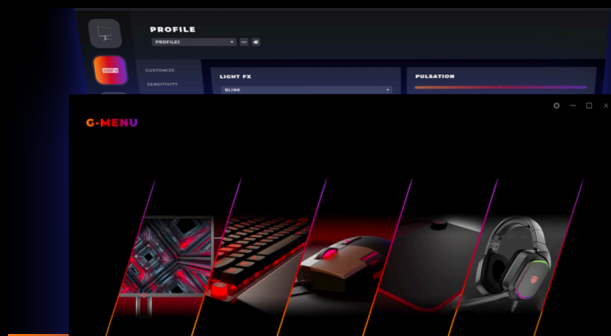 PROFILE
PROFILE1
CUSTOMIZE
SENSITIVITY
LIGHT FX
PULSATION
BLINK
G-MENU